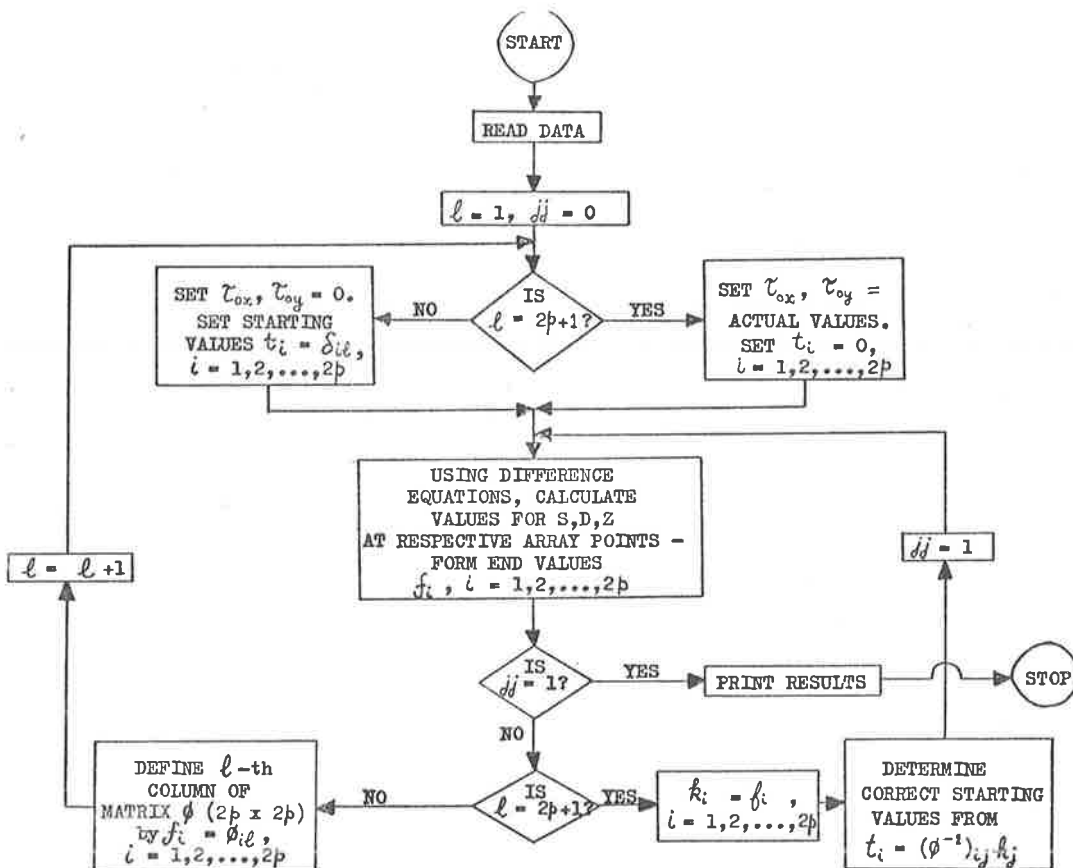 START
READ DATA
ℓ = 1, jj = 0
IS
ℓ = 2p+1?
NO
YES
SET τox, τoy = 0.
SET STARTING
VALUES ti = δiℓ,
i = 1,2,...,2p
SET τox, τoy =
ACTUAL VALUES.
SET ti = 0,
i = 1,2,...,2p
USING DIFFERENCE
EQUATIONS, CALCULATE
VALUES FOR S,D,Z
AT RESPECTIVE ARRAY POINTS –
FORM END VALUES
fi , i = 1,2,...,2p
ℓ = ℓ +1
jj = 1
IS
jj = 1?
YES
PRINT RESULTS
STOP
NO
IS
ℓ = 2p+1?
NO
YES
DEFINE ℓ-th
COLUMN OF
MATRIX ϕ (2p x 2p)
by fi = ϕiℓ,
i = 1,2,...,2p
ki = fi ,
i = 1,2,...,2p
DETERMINE
CORRECT STARTING
VALUES FROM
ti = (ϕ⁻¹)ij kj